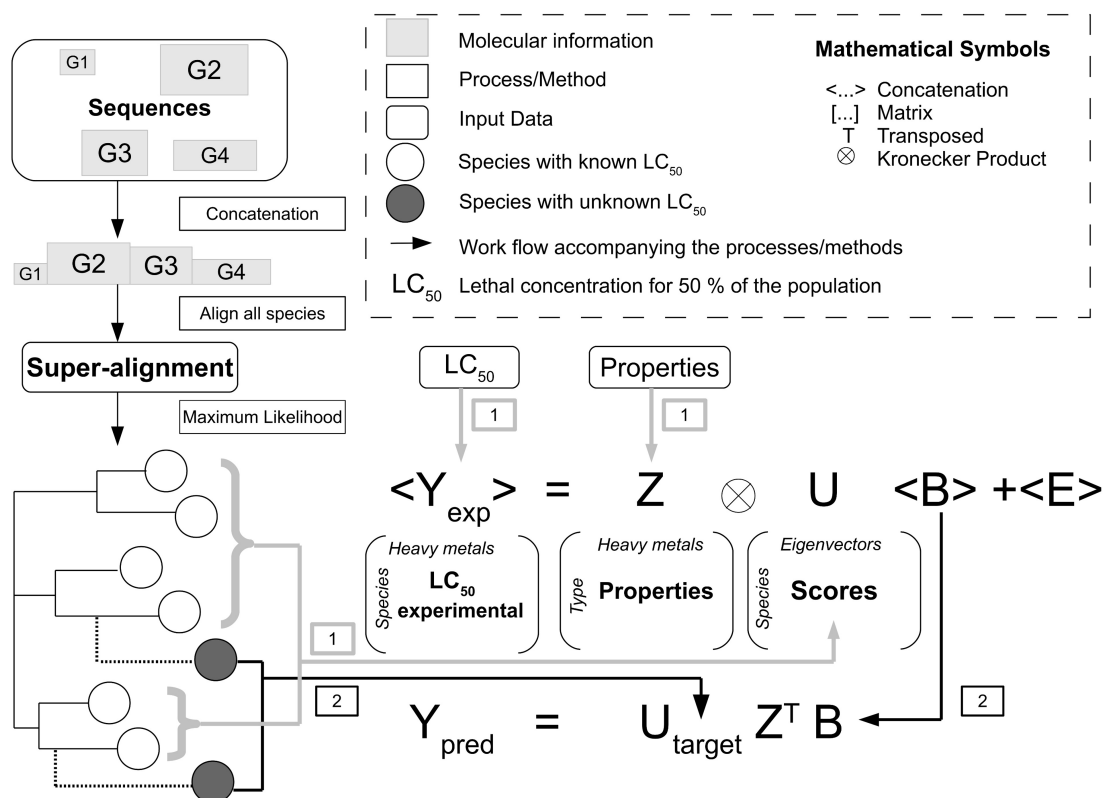 G1
G2
Sequences
G3
G4
Concatenation
G1
G2
G3
G4
Align all species
Super-alignment
Maximum Likelihood
Molecular information
Process/Method
Input Data
Species with known LC50
Species with unknown LC50
Work flow accompanying the processes/methods
LC50 Lethal concentration for 50 % of the population
Mathematical Symbols
<...> Concatenation
[...] Matrix
T Transposed
⊗ Kronecker Product
LC50
Properties
1
1
<Yexp> = Z ⊗ U <B> +<E>
Heavy metals
Species
LC50
experimental
Heavy metals
Type
Properties
Eigenvectors
Species
Scores
1
2
2
Ypred = Utarget ZT B